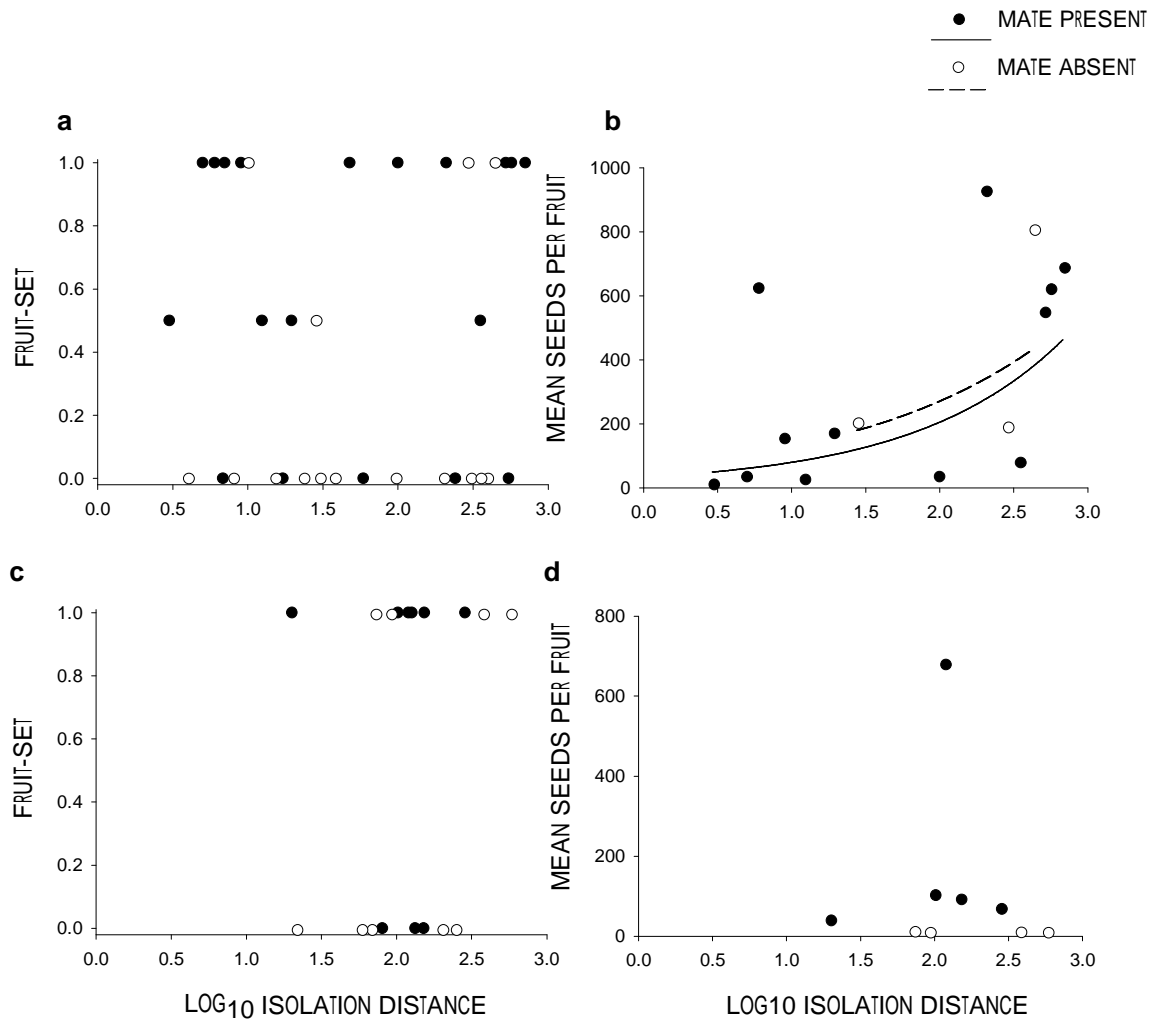 MATE PRESENT
MATE ABSENT
a
1.0
0.8
0.6
0.4
0.2
0.0
FRUIT-SET
0.0 0.5 1.0 1.5 2.0 2.5 3.0
b
1000
800
600
400
200
0
MEAN SEEDS PER FRUIT
0.0 0.5 1.0 1.5 2.0 2.5 3.0
c
1.0
0.8
0.6
0.4
0.2
0.0
FRUIT-SET
0.0 0.5 1.0 1.5 2.0 2.5 3.0
LOG10 ISOLATION DISTANCE
d
800
600
400
200
0
MEAN SEEDS PER FRUIT
0.0 0.5 1.0 1.5 2.0 2.5 3.0
LOG10 ISOLATION DISTANCE